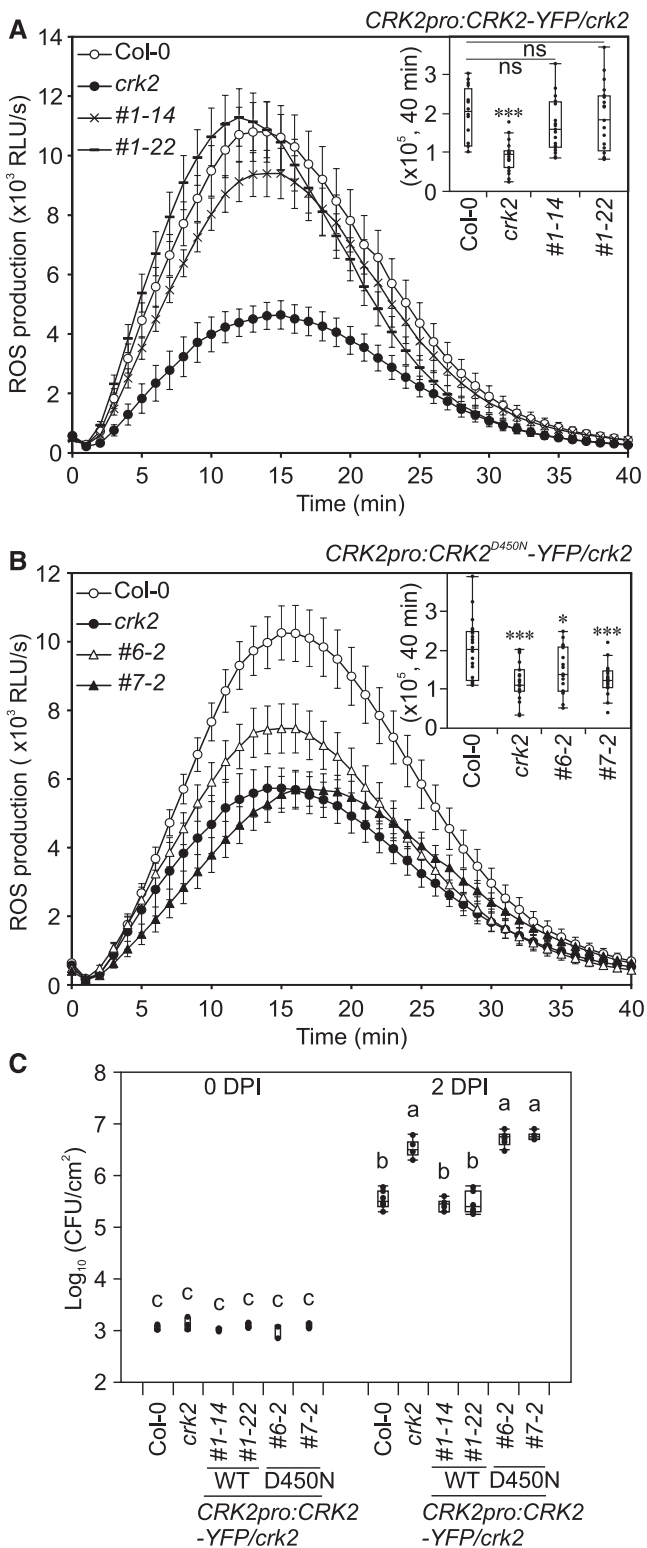 A
CRK2pro:CRK2-YFP/crk2
ROS production (x10³ RLU/s)
14
12
10
8
6
4
2
0
Col-0
crk2
#1-14
#1-22
(x10⁵, 40 min)
3
2
1
0
ns
ns
***
Col-0
crk2
#1-14
#1-22
0 5 10 15 20 25 30 35 40
Time (min)
B
CRK2pro:CRK2ᴰ⁴⁵⁰ᴺ-YFP/crk2
ROS production ( x10³ RLU/s)
12
10
8
6
4
2
0
Col-0
crk2
#6-2
#7-2
(x10⁵, 40 min)
3
2
1
0
*** * ***
Col-0
crk2
#6-2
#7-2
0 5 10 15 20 25 30 35 40
Time (min)
C
Log₁₀ (CFU/cm²)
8
7
6
5
4
3
2
0 DPI 2 DPI
c c c c c c
b a b b a a
Col-0 crk2 #1-14 #1-22 #6-2 #7-2 Col-0 crk2 #1-14 #1-22 #6-2 #7-2
WT D450N WT D450N
CRK2pro:CRK2 CRK2pro:CRK2
-YFP/crk2 -YFP/crk2